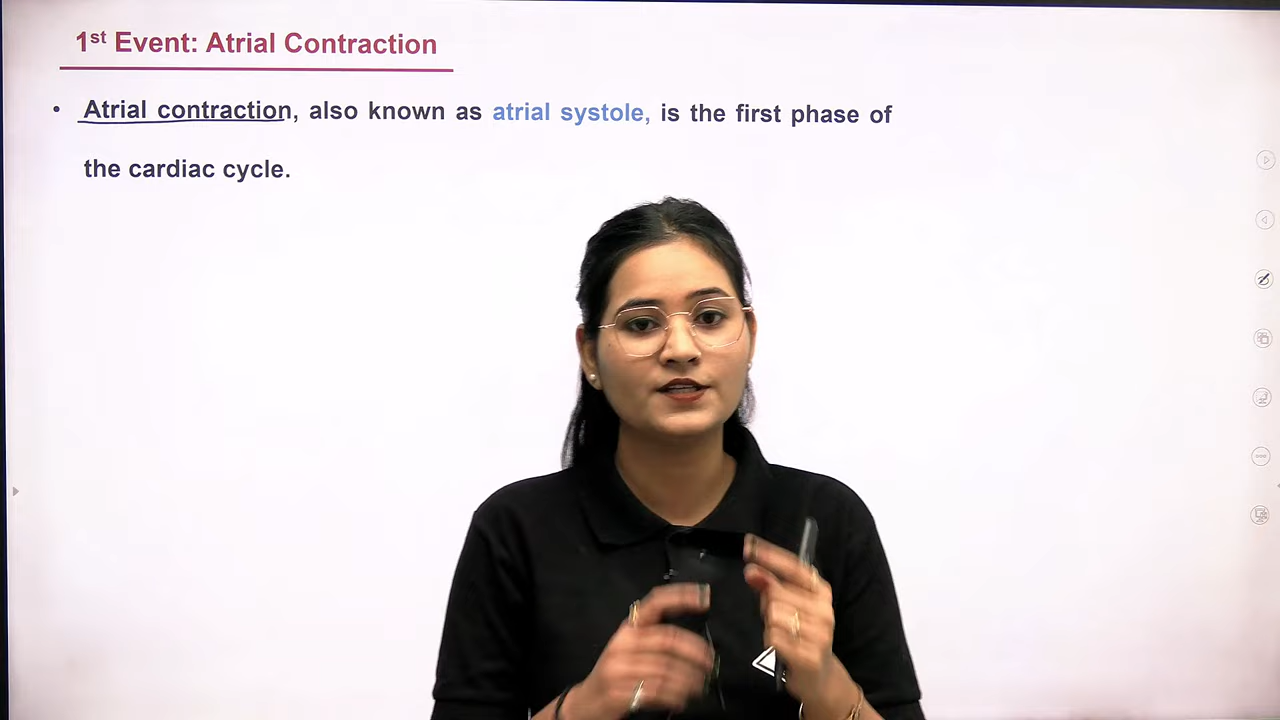 1st Event: Atrial Contraction
• Atrial contraction, also known as atrial systole, is the first phase of
the cardiac cycle.